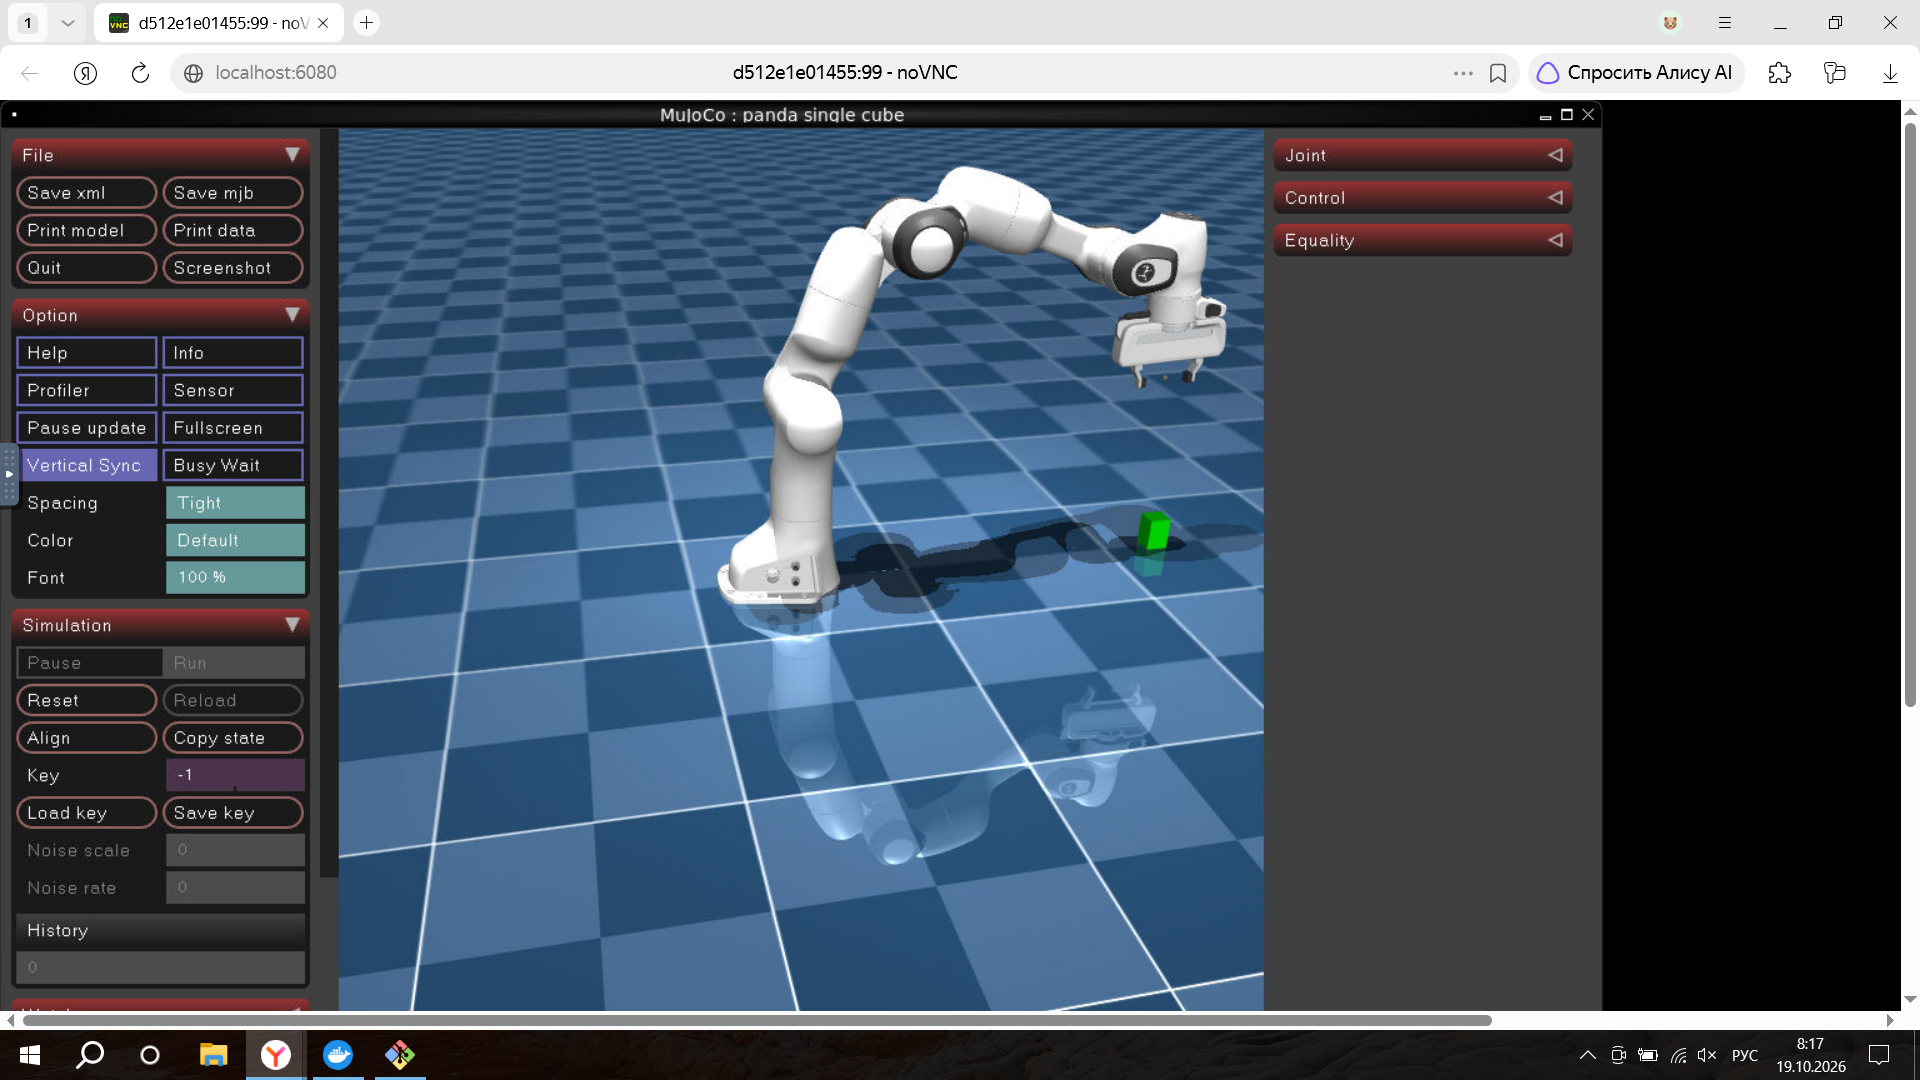 1
d512e1e01455:99 - noV
localhost:6080
d512e1e01455:99 - noVNC
Спросить Алису AI
MuJoCo : panda single cube
File
Save xml
Save mjb
Print model
Print data
Quit
Screenshot
Option
Help
Info
Profiler
Sensor
Pause update
Fullscreen
Vertical Sync
Busy Wait
Spacing
Tight
Color
Default
Font
100 %
Simulation
Pause
Run
Reset
Reload
Align
Copy state
Key
-1
Load key
Save key
Noise scale
0
Noise rate
0
History
0
Joint
Control
Equality
РУС
8:17
19.10.2026